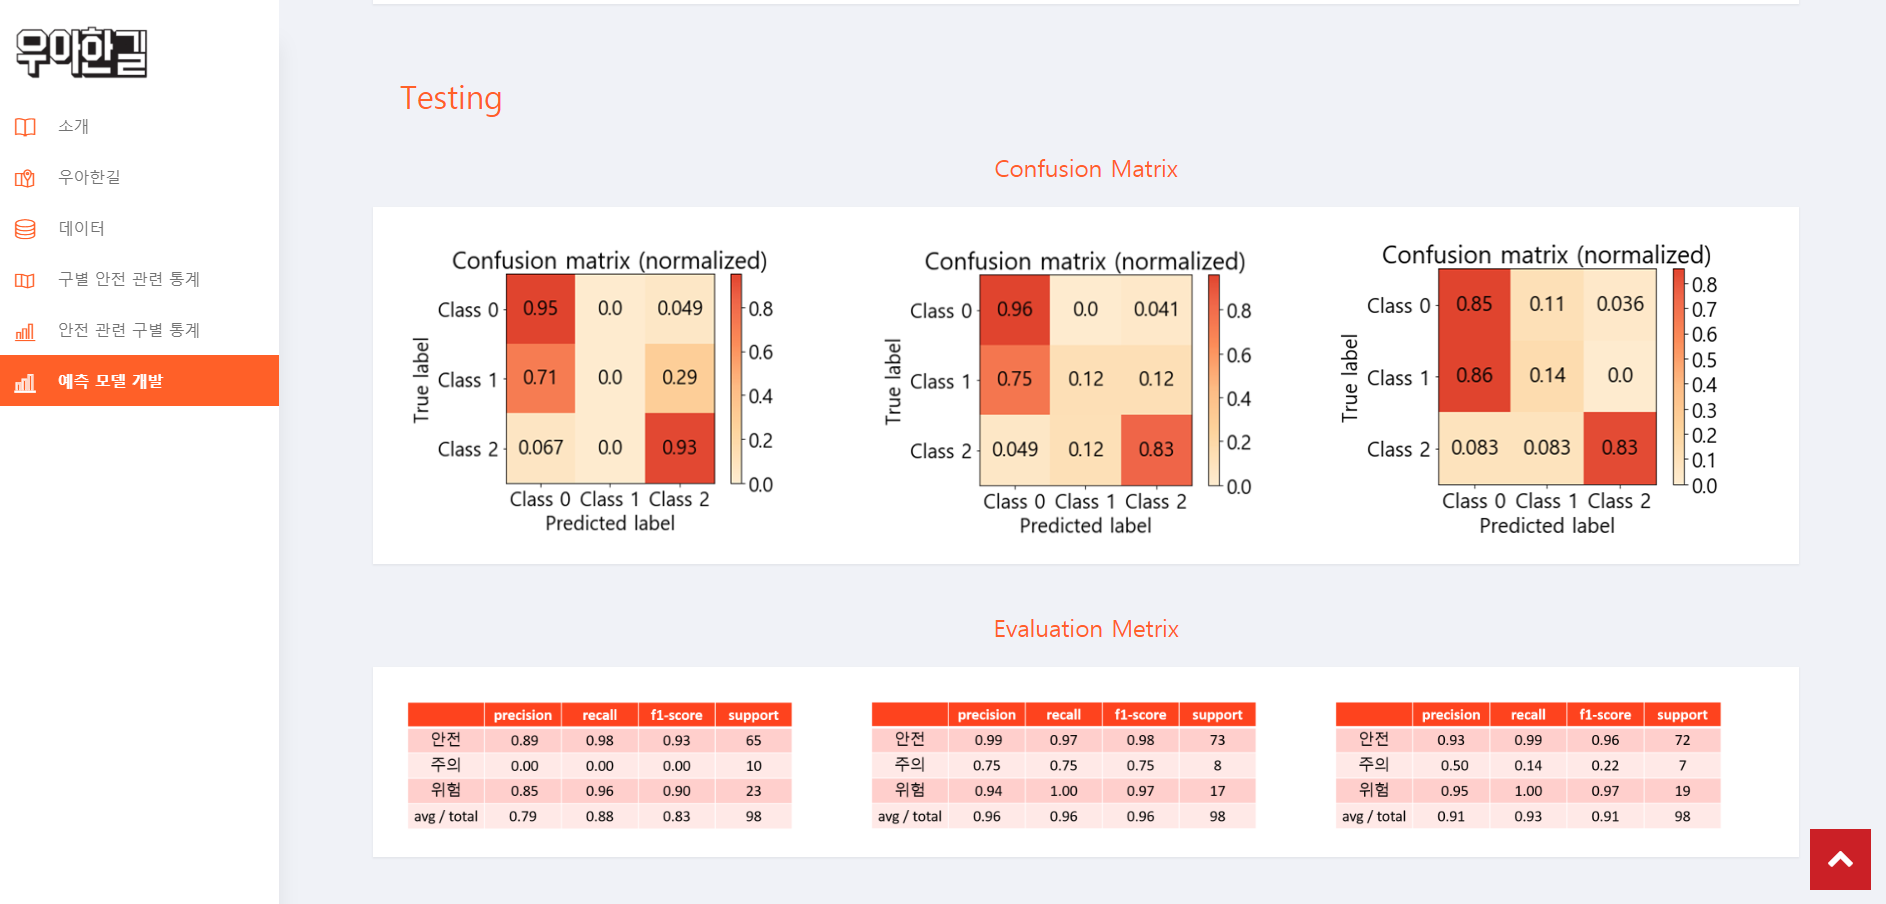 우아한길
소개
우아한길
데이터
구별 안전 관련 통계
안전 관련 구별 통계
예측 모델 개발
Testing
Confusion Matrix
Confusion matrix (normalized)
True label
Class 0 0.95 0.0 0.049
Class 1 0.71 0.0 0.29
Class 2 0.067 0.0 0.93
Class 0 Class 1 Class 2
Predicted label
0.8
0.6
0.4
0.2
0.0
Confusion matrix (normalized)
True label
Class 0 0.96 0.0 0.041
Class 1 0.75 0.12 0.12
Class 2 0.049 0.12 0.83
Class 0 Class 1 Class 2
Predicted label
0.8
0.6
0.4
0.2
0.0
Confusion matrix (normalized)
True label
Class 0 0.85 0.11 0.036
Class 1 0.86 0.14 0.0
Class 2 0.083 0.083 0.83
Class 0 Class 1 Class 2
Predicted label
0.8
0.7
0.6
0.5
0.4
0.3
0.2
0.1
0.0
Evaluation Metrix
precision recall f1-score support
안전 0.89 0.98 0.93 65
주의 0.00 0.00 0.00 10
위험 0.85 0.96 0.90 23
avg / total 0.79 0.88 0.83 98
precision recall f1-score support
안전 0.99 0.97 0.98 73
주의 0.75 0.75 0.75 8
위험 0.94 1.00 0.97 17
avg / total 0.96 0.96 0.96 98
precision recall f1-score support
안전 0.93 0.99 0.96 72
주의 0.50 0.14 0.22 7
위험 0.95 1.00 0.97 19
avg / total 0.91 0.93 0.91 98